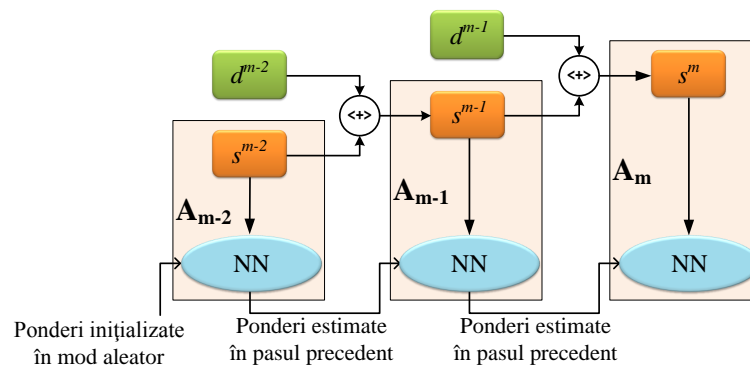 d^{m-1}
d^{m-2}
<+>
s^m
<+>
s^{m-1}
s^{m-2}
A_{m-2}
A_{m-1}
A_m
NN
NN
NN
Ponderi iniţializate
în mod aleator
Ponderi estimate
în pasul precedent
Ponderi estimate
în pasul precedent